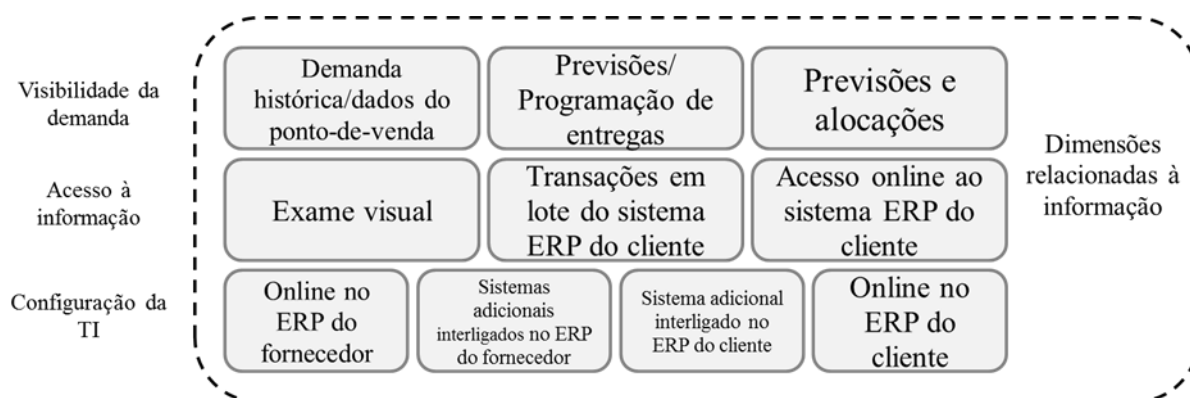 Visibilidade da
demanda
Demanda
histórica/dados do
ponto-de-venda
Previsões/
Programação de
entregas
Previsões e
alocações
Acesso à
informação
Exame visual
Transações em
lote do sistema
ERP do cliente
Acesso online ao
sistema ERP do
cliente
Configuração da
TI
Online no
ERP do
fornecedor
Sistemas
adicionais
interligados no ERP
do fornecedor
Sistema adicional
interligado no
ERP do cliente
Online no
ERP do
cliente
Dimensões
relacionadas à
informação